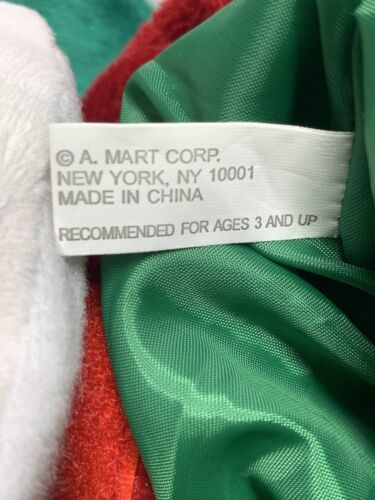 © A. MART CORP.
NEW YORK, NY 10001
MADE IN CHINA
RECOMMENDED FOR AGES 3 AND UP